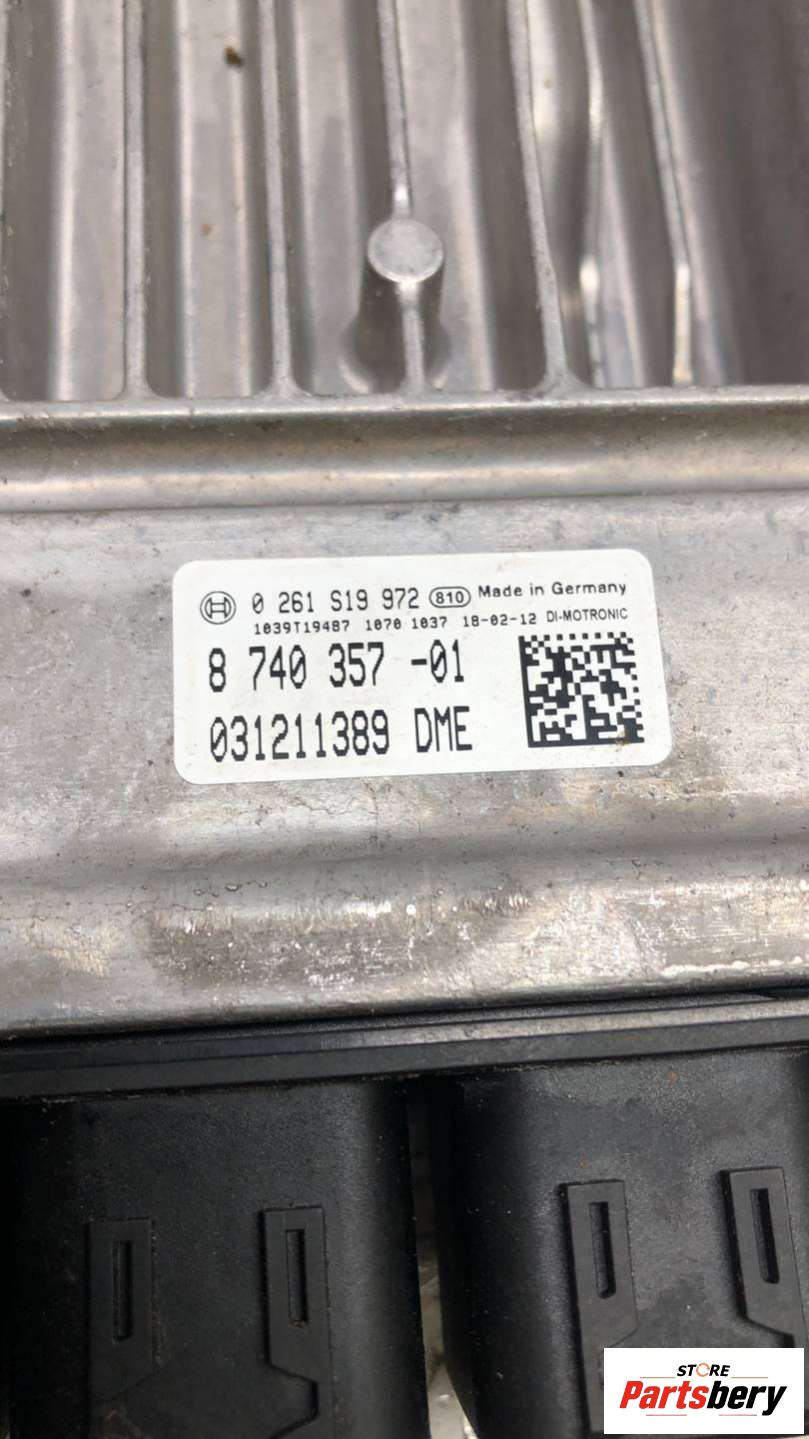 0 261 S19 972 810 Made in Germany
1039T19487 1070 1037 18-02-12 DI-MOTRONIC
8 740 357 -01
031211389 DME
STORE
Partsbery